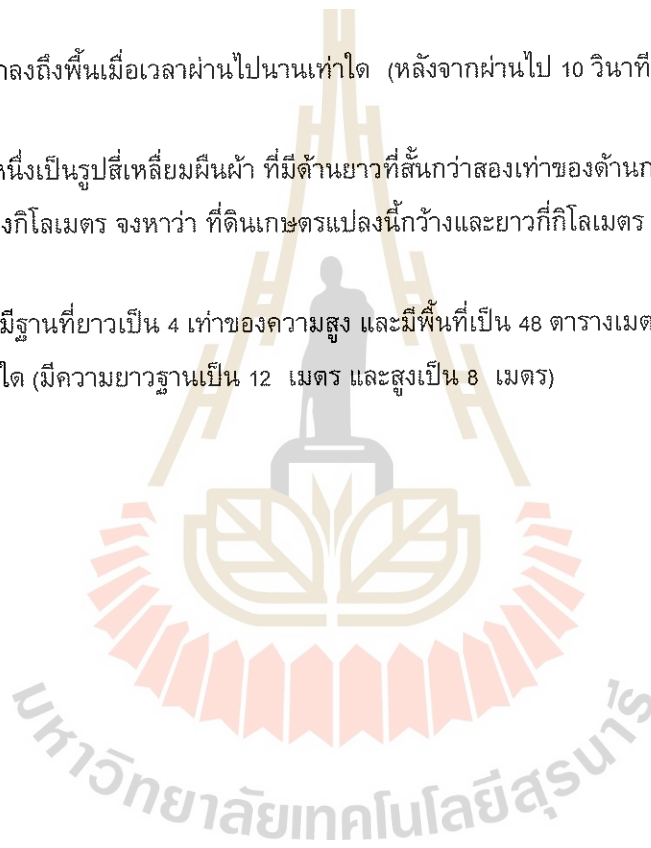 าลงถึงพื้นเมื่อเวลาผ่านไปนานเท่าใด (หลังจากผ่านไป 10 วินาที
หนึ่งเป็นรูปสี่เหลี่ยมผืนผ้า ที่มีด้านยาวที่สั้นกว่าสองเท่าของด้านก
งกิโลเมตร จงหาว่า ที่ดินเกษตรแปลงนี้กว้างและยาวกี่กิโลเมตร
มีฐานที่ยาวเป็น 4 เท่าของความสูง และมีพื้นที่เป็น 48 ตารางเมต
ใด (มีความยาวฐานเป็น 12 เมตร และสูงเป็น 8 เมตร)
มหาวิทยาลัยเทคโนโลยีสุรนารี